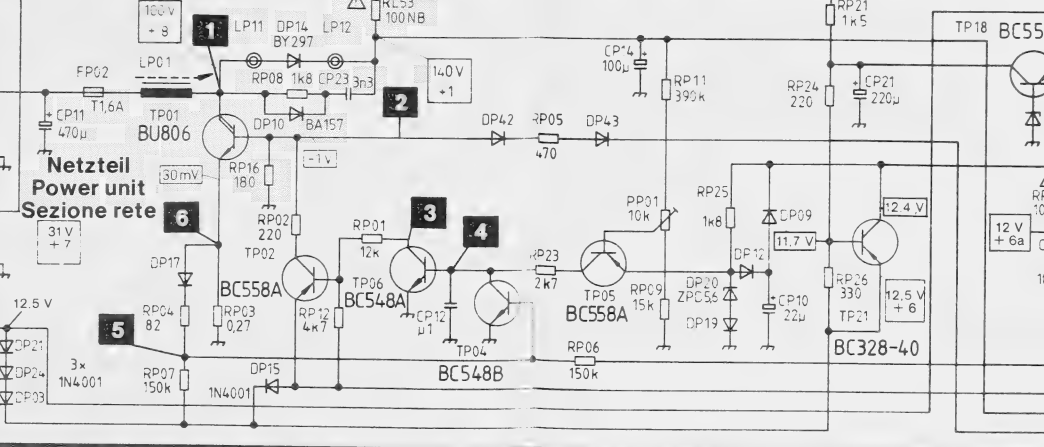 100 V
+ 8
1
LP11
DP14
BY297
LP12
RL53
100NB
FP02
T1,6A
LP01
RP08 1k8
CP23
3n3
140 V
+1
CP14
100µ
RP11
390k
RP21
1k5
TP18
BC55
RP24
220
CP21
220µ
CP11
470µ
TP01
BU806
DP10
BA157
2
DP42
RP05
470
DP43
Netzteil
Power unit
Sezione rete
30mV
RP16
180
-1V
31 V
+ 7
6
RP02
220
RP01
12k
3
4
PP01
10k
RP25
1k8
DP09
12,4 V
11,7 V
12 V
+ 6a
DP17
TP02
BC558A
TP06
BC548A
RP23
2k7
DP12
DP20
ZPC5,6
RP26
330
12,5 V
+ 6
12,5 V
RP04
82
RP03
0,27
RP12
4k7
CP12
µ1
TP05
BC558A
RP09
15k
DP19
CP10
22µ
TP21
BC328-40
5
DP21
3x
1N4001
DP24
DP03
RP07
150k
DP15
1N4001
TP04
BC548B
RP06
150k